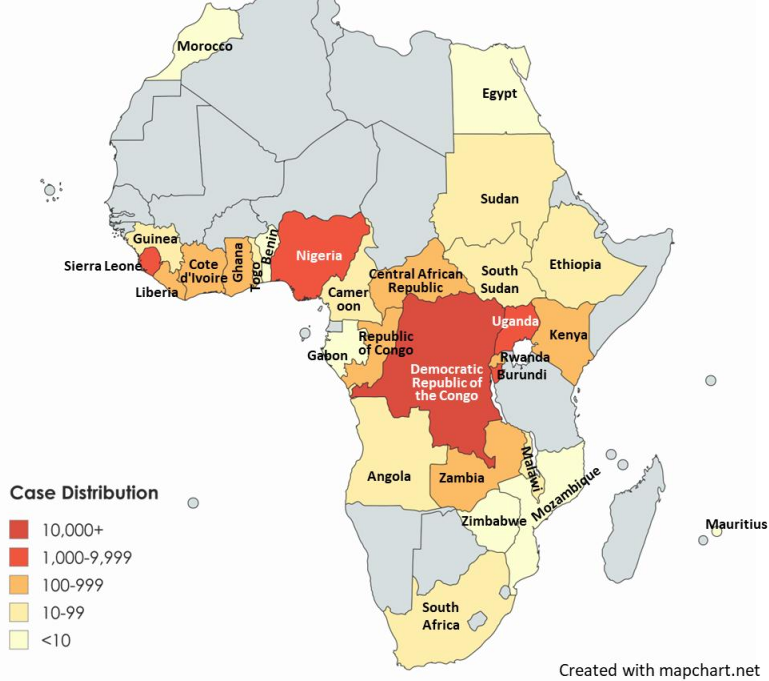 Morocco
Egypt
Sudan
Guinea
Sierra Leone
Liberia
Cote
d'Ivoire
Ghana
Togo
Benin
Nigeria
Camer
oon
Central African
Republic
South
Sudan
Ethiopia
Gabon
Republic
of Congo
Democratic
Republic of
the Congo
Uganda
Kenya
Rwanda
Burundi
Angola
Zambia
Malawi
Mozambique
Zimbabwe
Mauritius
South
Africa
Case Distribution
10,000+
1,000-9,999
100-999
10-99
<10
Created with mapchart.net